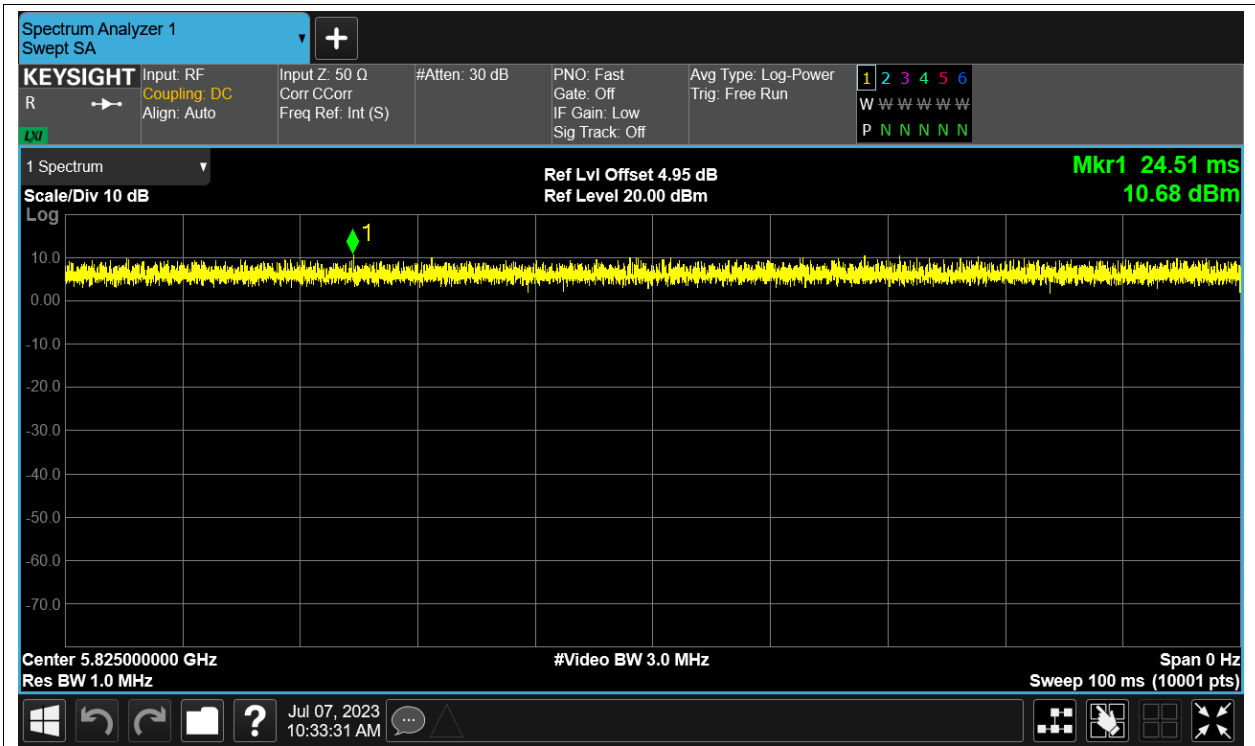 Spectrum Analyzer 1
Swept SA
KEYSIGHT
R
LXI
Input: RF
Coupling: DC
Align: Auto
Input Z: 50 Ω
Corr CCorr
Freq Ref: Int (S)
#Atten: 30 dB
PNO: Fast
Gate: Off
IF Gain: Low
Sig Track: Off
Avg Type: Log-Power
Trig: Free Run
1 2 3 4 5 6
W W W W W W
P N N N N N
1 Spectrum
Scale/Div 10 dB
Ref Lvl Offset 4.95 dB
Ref Level 20.00 dBm
Mkr1 24.51 ms
10.68 dBm
Log
1
10.0
0.00
-10.0
-20.0
-30.0
-40.0
-50.0
-60.0
-70.0
Center 5.825000000 GHz
#Video BW 3.0 MHz
Span 0 Hz
Res BW 1.0 MHz
Sweep 100 ms (10001 pts)
?
Jul 07, 2023
10:33:31 AM